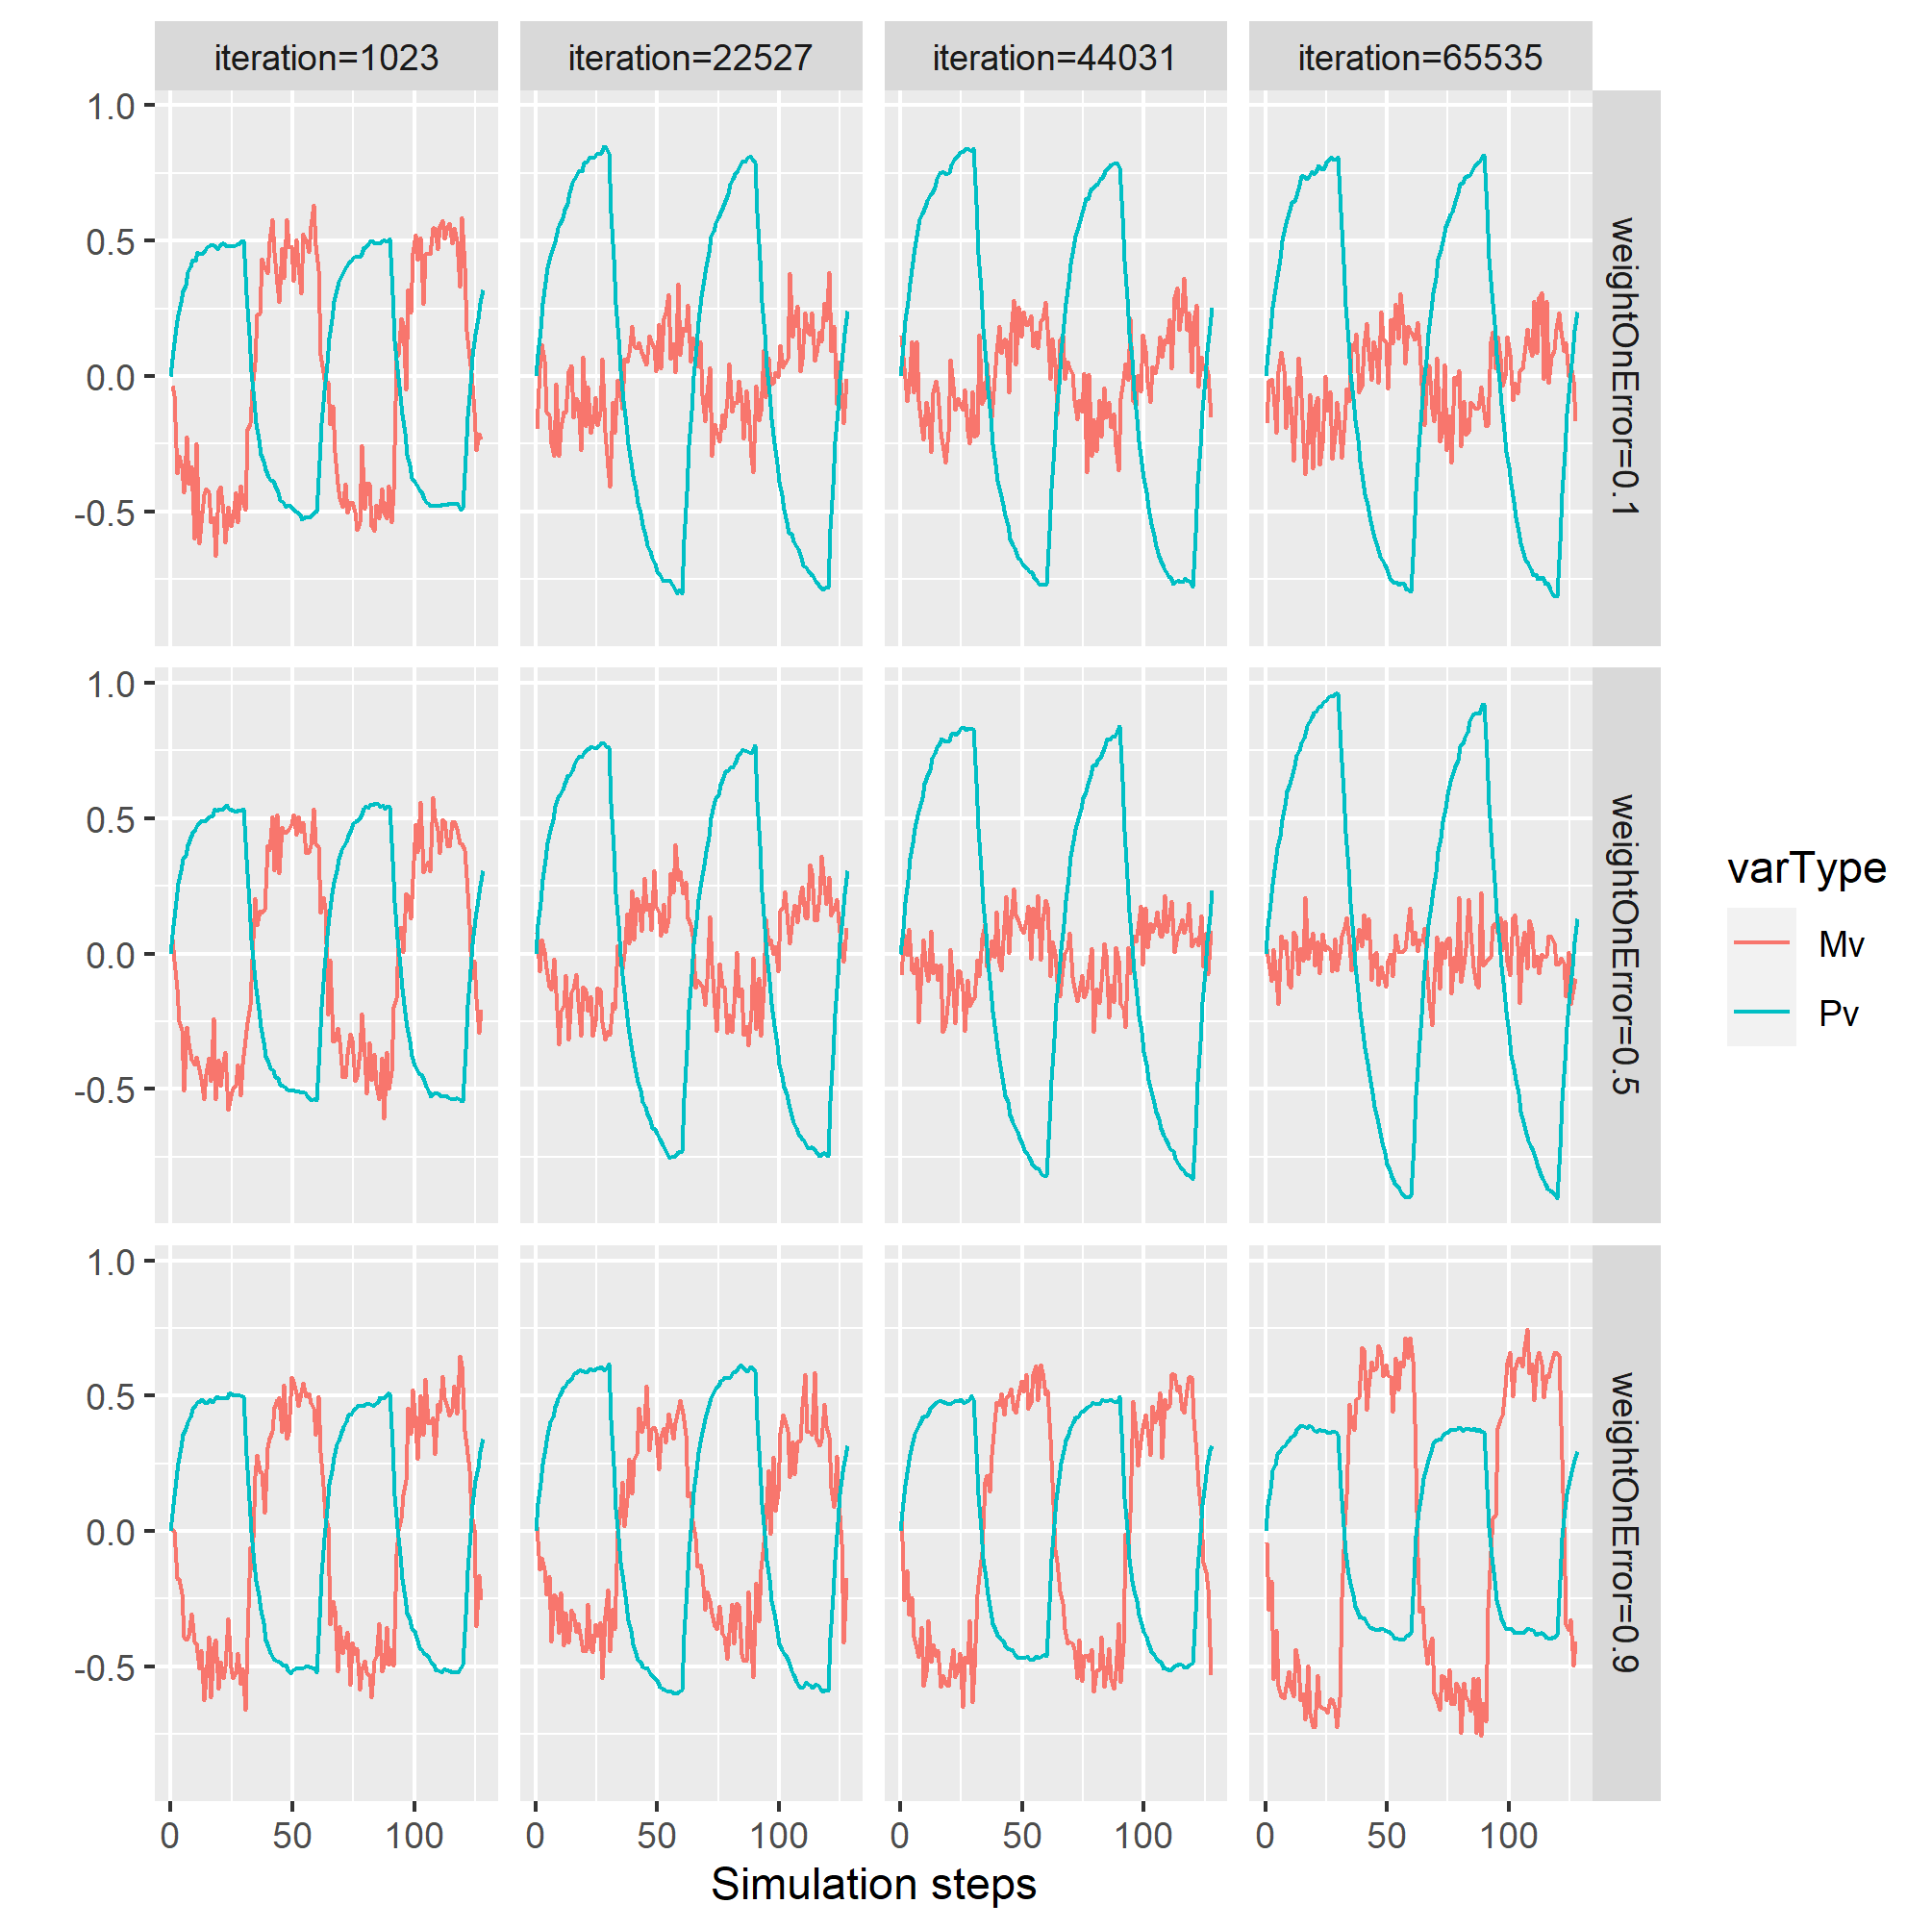 iteration=1023 iteration=22527 iteration=44031 iteration=65535
1.0
0.5
0.0
-0.5
weightOnError=0.1
1.0
0.5
0.0
-0.5
weightOnError=0.5
1.0
0.5
0.0
-0.5
weightOnError=0.9
0 50 100 0 50 100 0 50 100 0 50 100
Simulation steps
varType
Mv
Pv